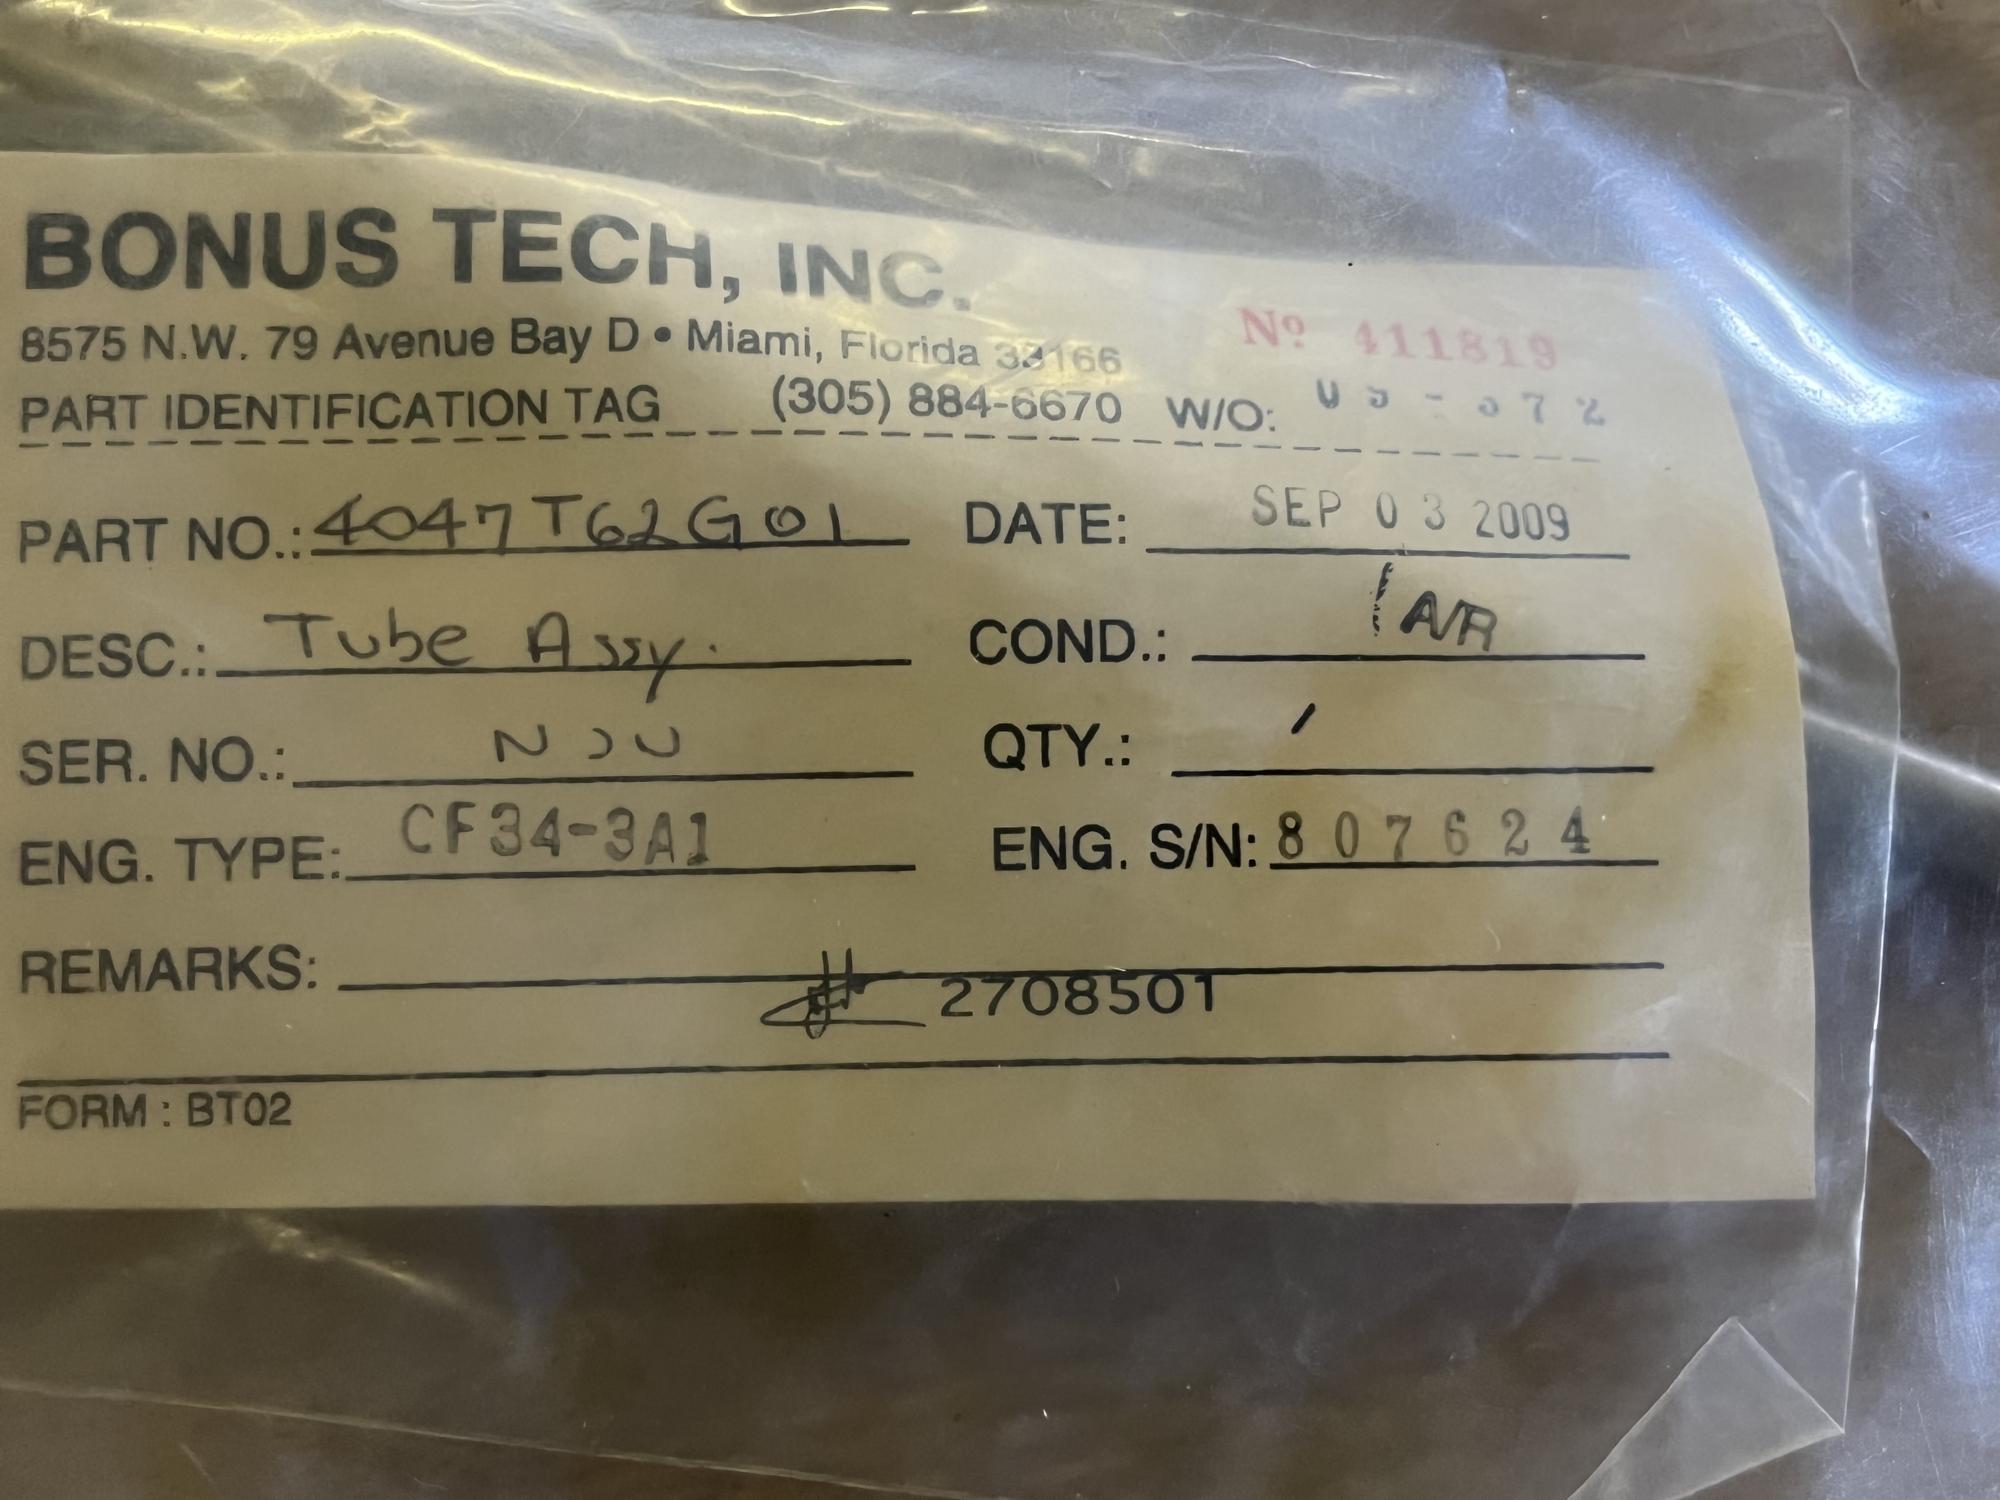 BONUS TECH, INC.
8575 N.W. 79 Avenue Bay D • Miami, Florida 33166
Nº 411819
PART IDENTIFICATION TAG (305) 884-6670 W/O:
PART NO.: 4047T62G01 DATE: SEP 03 2009
DESC.: Tube Assy. COND.: A/R
SER. NO.: QTY.:
ENG. TYPE: CF34-3A1 ENG. S/N: 807624
REMARKS:
2708501
FORM : BT02